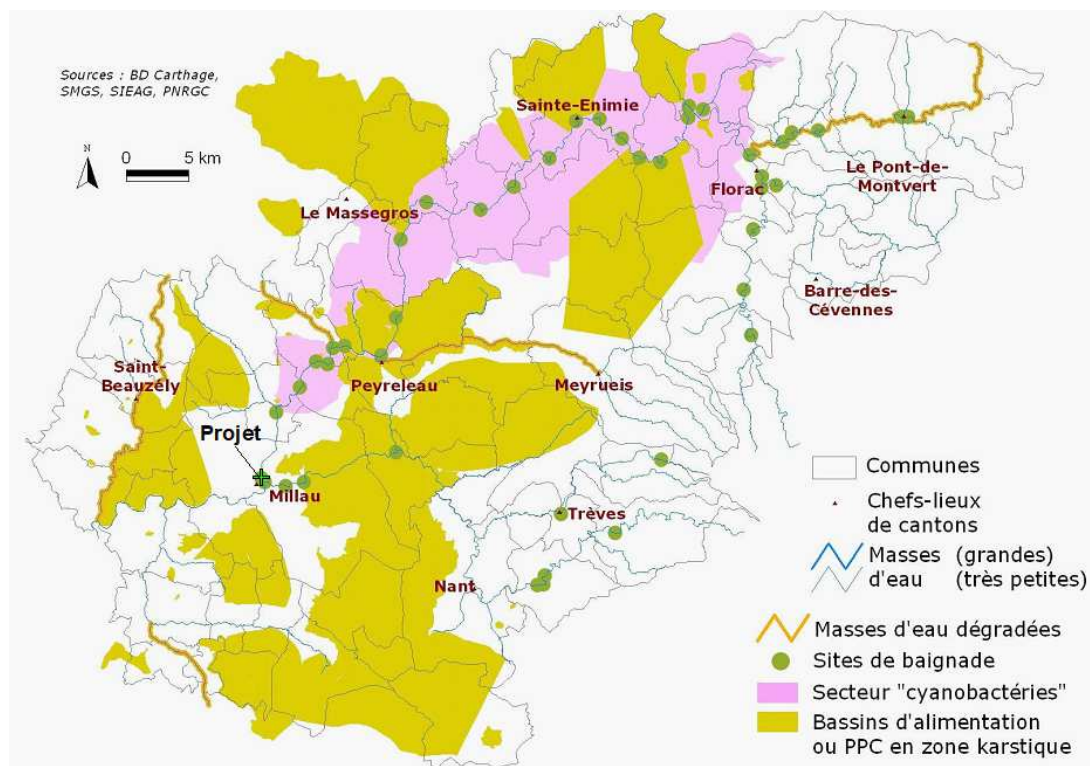 Sources : BD Carthage,
SMGS, SIEAG, PNRGC
N
0 5 km
Sainte-Enimie
Le Massegros
Florac
Le Pont-de-
Montvert
Barre-des-
Cévennes
Saint-
Beauzély
Peyreleau
Meyrueis
Projet
Millau
Trèves
Nant
Communes
Chefs-lieux
de cantons
Masses (grandes)
d'eau (très petites)
Masses d'eau dégradées
Sites de baignade
Secteur "cyanobactéries"
Bassins d'alimentation
ou PPC en zone karstique